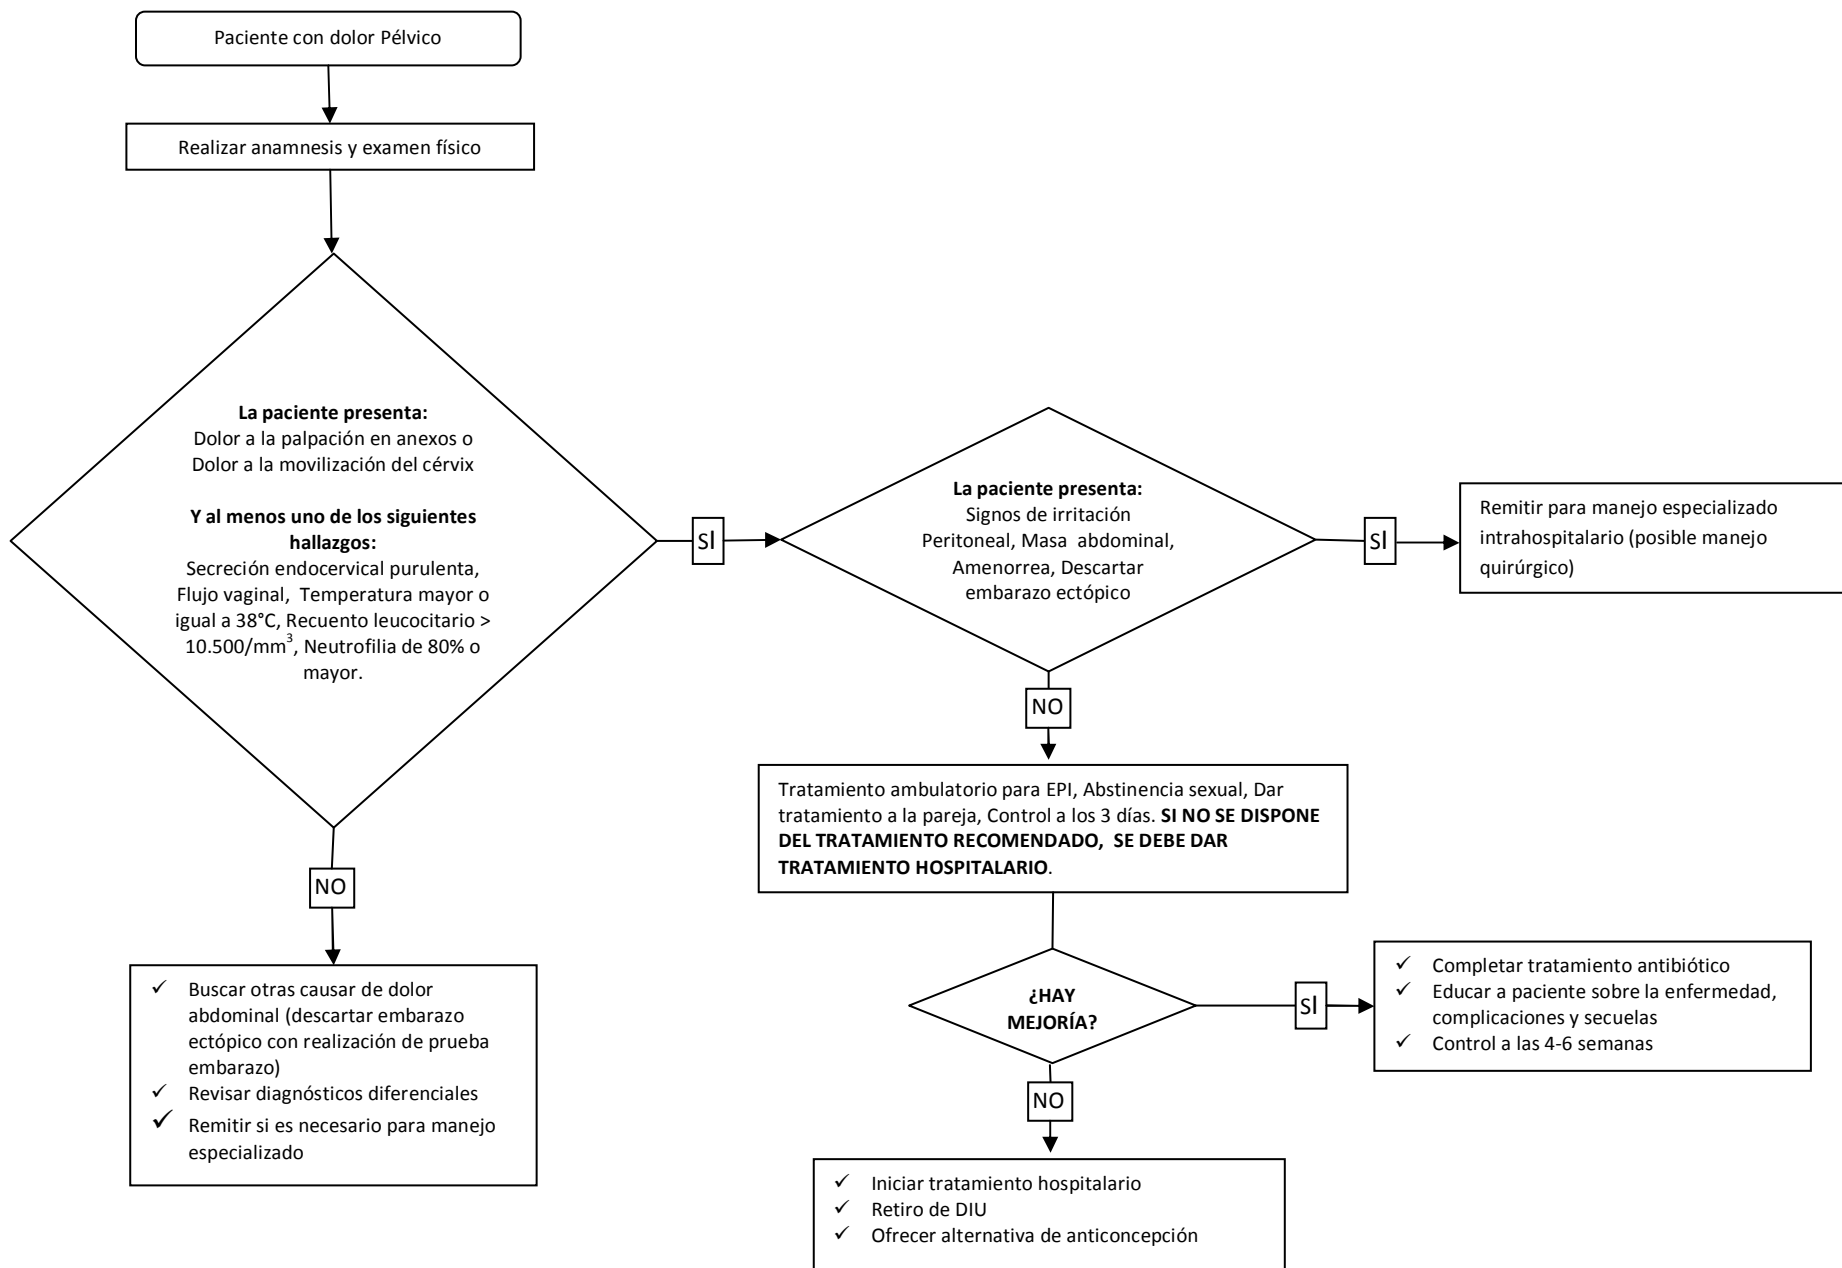 Paciente con dolor Pélvico
Realizar anamnesis y examen físico
La paciente presenta:
Dolor a la palpación en anexos o
Dolor a la movilización del cérvix
Y al menos uno de los siguientes
hallazgos:
Secreción endocervical purulenta,
Flujo vaginal, Temperatura mayor o
igual a 38°C, Recuento leucocitario >
10.500/mm³, Neutrofilia de 80% o
mayor.
SI
La paciente presenta:
Signos de irritación
Peritoneal, Masa abdominal,
Amenorrea, Descartar
embarazo ectópico
SI
Remitir para manejo especializado
intrahospitalario (posible manejo
quirúrgico)
NO
Tratamiento ambulatorio para EPI, Abstinencia sexual, Dar
tratamiento a la pareja, Control a los 3 días. SI NO SE DISPONE
DEL TRATAMIENTO RECOMENDADO, SE DEBE DAR
TRATAMIENTO HOSPITALARIO.
NO
✓ Buscar otras causar de dolor
abdominal (descartar embarazo
ectópico con realización de prueba
embarazo)
✓ Revisar diagnósticos diferenciales
✓ Remitir si es necesario para manejo
especializado
¿HAY
MEJORÍA?
SI
✓ Completar tratamiento antibiótico
✓ Educar a paciente sobre la enfermedad,
complicaciones y secuelas
✓ Control a las 4-6 semanas
NO
✓ Iniciar tratamiento hospitalario
✓ Retiro de DIU
✓ Ofrecer alternativa de anticoncepción